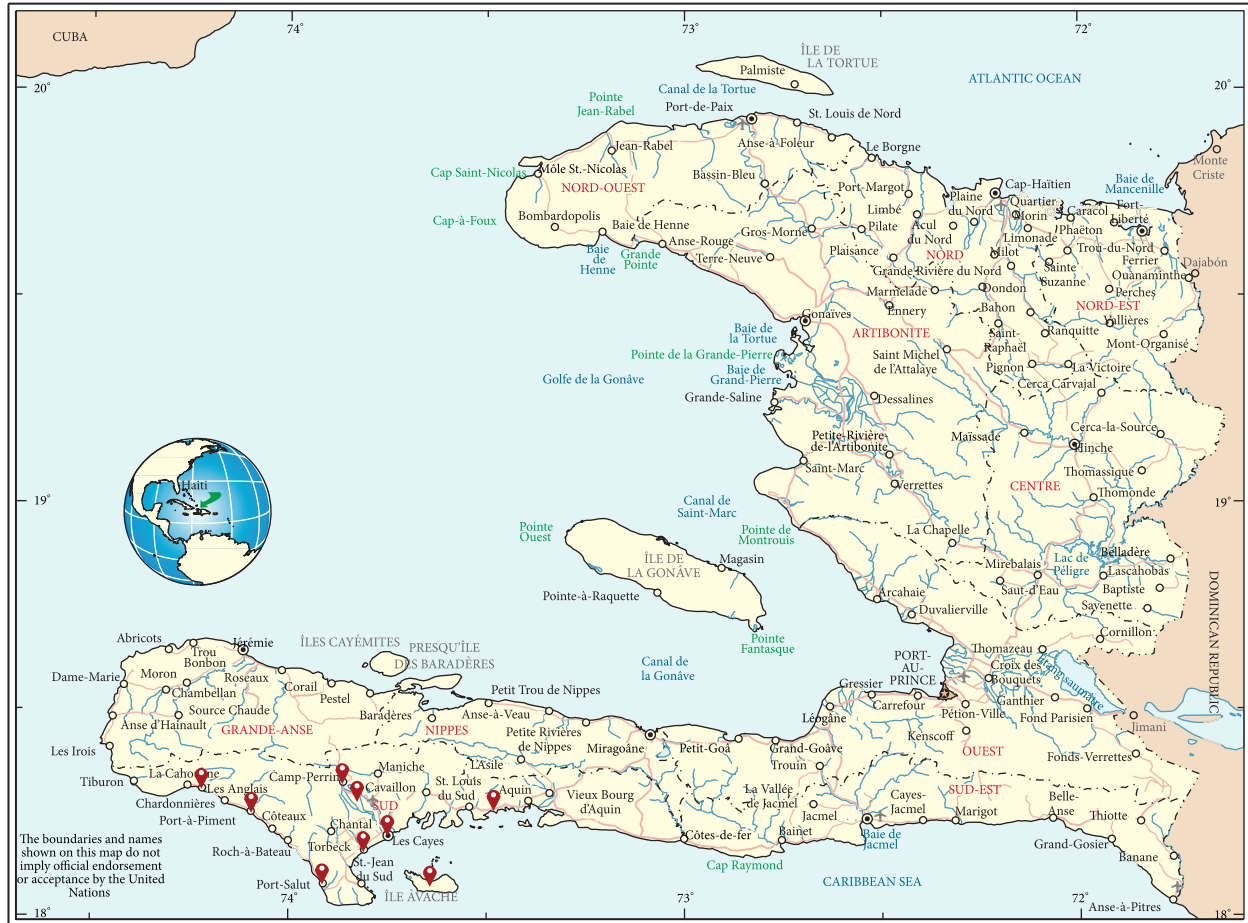 74˚
73˚
72˚
CUBA
ÎLE DE
LA TORTUE
Palmiste
ATLANTIC OCEAN
20˚
20˚
Canal de la Tortue
Pointe
Jean-Rabel
Port-de-Paix
St. Louis de Nord
Anse-à-Foleur
Jean-Rabel
Le Borgne
Monte
Criste
Cap Saint-Nicolas
Môle St.-Nicolas
NORD-OUEST
Bassin-Bleu
Port-Margot
Plaine
du Nord
Cap-Haïtien
Baie de
Mancenille
Quartier
Morin
Caracol
Fort-
Liberté
Cap-à-Foux
Bombardopolis
Baie de Henne
Limbé
Acul
du Nord
Limonade
Phaëton
Gros-Morne
Pilate
Anse-Rouge
Trou-du-Nord
Baie
de
Henne
Grande
Pointe
Terre-Neuve
Plaisance
NORD
Milot
Ferrier
Dajabón
Grande Rivière du Nord
Sainte
Suzanne
Ouanaminthe
Marmelade
Dondon
Perches
Ennery
Bahon
NORD-EST
Gonaïves
Vallières
Baie de
la Tortue
ARTIBONITE
Saint-
Raphaël
Ranquitte
Mont-Organisé
Pointe de la Grande-Pierre
Saint Michel
de l'Attalaye
Pignon
La Victoire
Golfe de la Gonâve
Baie de
Grand-Pierre
Cerca Carvajal
Grande-Saline
Dessalines
Petite-Rivière-
de-l'Artibonite
Maïssade
Cerca-la-Source
Hinche
Saint-Marc
Thomassique
Haiti
Verrettes
CENTRE
Thomonde
19˚
19˚
Canal de
Saint-Marc
Pointe
Ouest
Pointe de
Montrouis
La Chapelle
ÎLE DE
LA GONÂVE
Magasin
Lac de
Péligre
Belladère
Mirebalais
Lascahobas
Pointe-à-Raquette
Saut-d'Eau
Baptiste
Arcahaie
Savenette
Duvalierville
DOMINICAN REPUBLIC
Pointe
Fantasque
Cornillon
Abricots
Jérémie
ÎLES CAYÉMITES
PRESQU'ÎLE
DES BARADÈRES
Trou
Bonbon
Thomazeau
Canal de
la Gonâve
PORT-
AU-
PRINCE
Croix des
Bouquets
Etang saumâtre
Dame-Marie
Moron
Roseaux
Chambellan
Corail
Pestel
Petit Trou de Nippes
Gressier
Carrefour
Ganthier
Source Chaude
Baradères
Anse-à-Veau
Léogâne
Pétion-Ville
Fond Parisien
Jimani
Anse d'Hainault
GRANDE-ANSE
NIPPES
Petite Rivières
de Nippes
Kenscoff
Miragoâne
Petit-Goâ
Grand-Goâve
OUEST
Fonds-Verrettes
Les Irois
Trouin
Tiburon
Camp-Perrin
Maniche
L'Asile
Les Anglais
Cavaillon
St. Louis
du Sud
Aquin
SUD-EST
Chardonnières
SUD
Vieux Bourg
d'Aquin
La Vallée
de Jacmel
Cayes-
Jacmel
Belle-
Anse
Port-à-Piment
Côteaux
Chantal
Jacmel
Marigot
Thiotte
Les Cayes
Côtes-de-fer
Bainet
Baie de
Jacmel
Grand-Gosier
Roch-à-Bateau
Torbeck
St.-Jean
du Sud
Cap Raymond
Banane
Port-Salut
ÎLE ÀVACHE
CARIBBEAN SEA
Anse-à-Pitres
The boundaries and names
shown on this map do not
imply official endorsement
or acceptance by the United
Nations
18˚
18˚
74˚
73˚
72˚